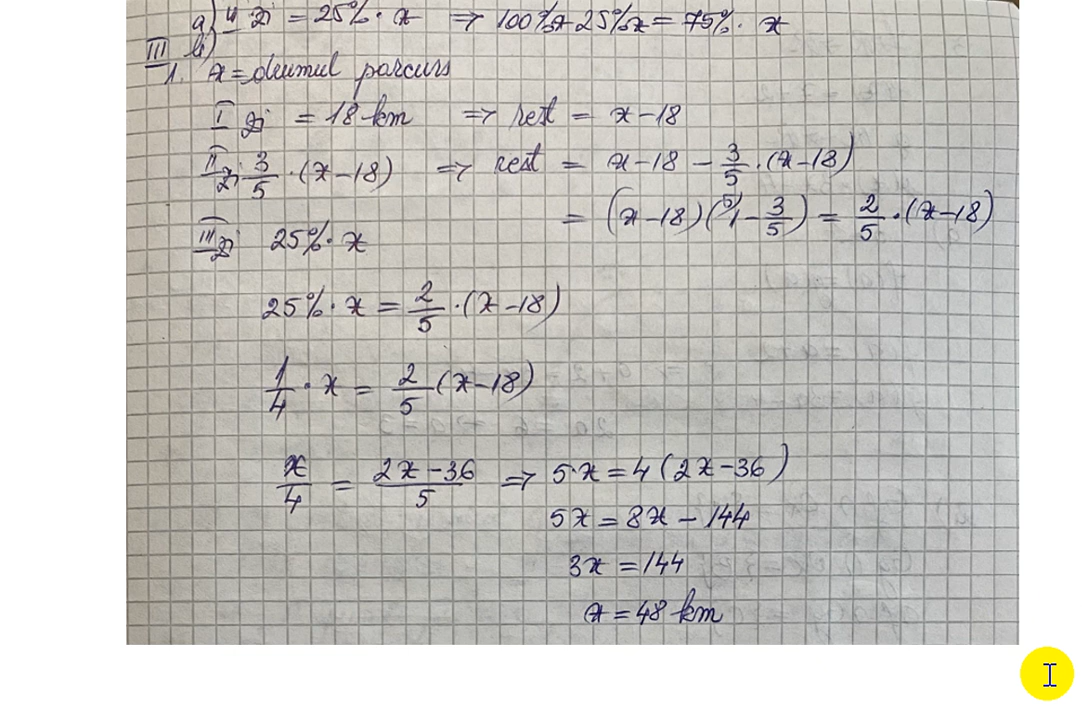 a) III zi = 25% · x ⇒ 100%x - 25%x = 75% · x
III b)
1. x = drumul parcurs
I zi = 18 km ⇒ rest = x - 18
II zi 3/5 · (x - 18) ⇒ rest = x - 18 - 3/5 · (x - 18)
= (x - 18)(⁵⁾1 - 3/5) = 2/5 · (x - 18)
III zi 25% · x
25% · x = 2/5 · (x - 18)
1/4 · x = 2/5 (x - 18)
x/4 = 2x - 36/5 ⇒ 5·x = 4(2x - 36)
5x = 8x - 144
3x = 144
x = 48 km